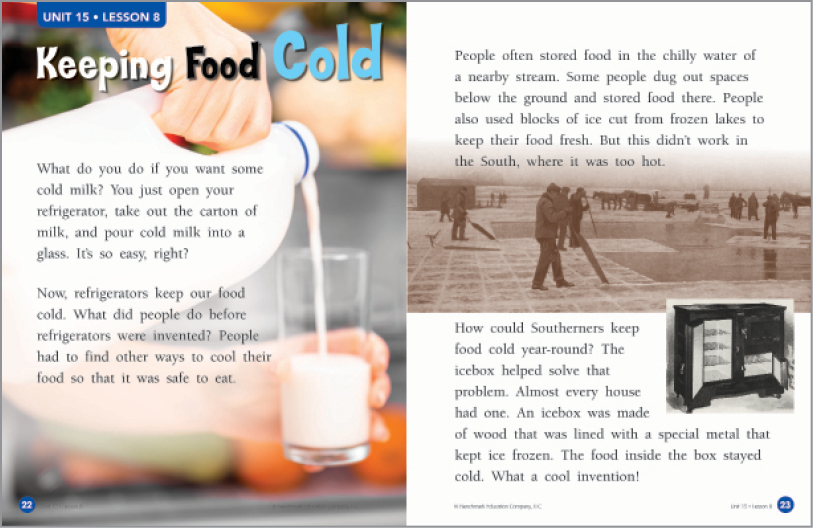 UNIT 15 • LESSON 8
Keeping Food Cold
What do you do if you want some
cold milk? You just open your
refrigerator, take out the carton of
milk, and pour cold milk into a
glass. It's so easy, right?
Now, refrigerators keep our food
cold. What did people do before
refrigerators were invented? People
had to find other ways to cool their
food so that it was safe to eat.
22
People often stored food in the chilly water of
a nearby stream. Some people dug out spaces
below the ground and stored food there. People
also used blocks of ice cut from frozen lakes to
keep their food fresh. But this didn't work in
the South, where it was too hot.
How could Southerners keep
food cold year-round? The
icebox helped solve that
problem. Almost every house
had one. An icebox was made
of wood that was lined with a special metal that
kept ice frozen. The food inside the box stayed
cold. What a cool invention!
Benchmark Education Company, LLC
Unit 15 • Lesson 8
23